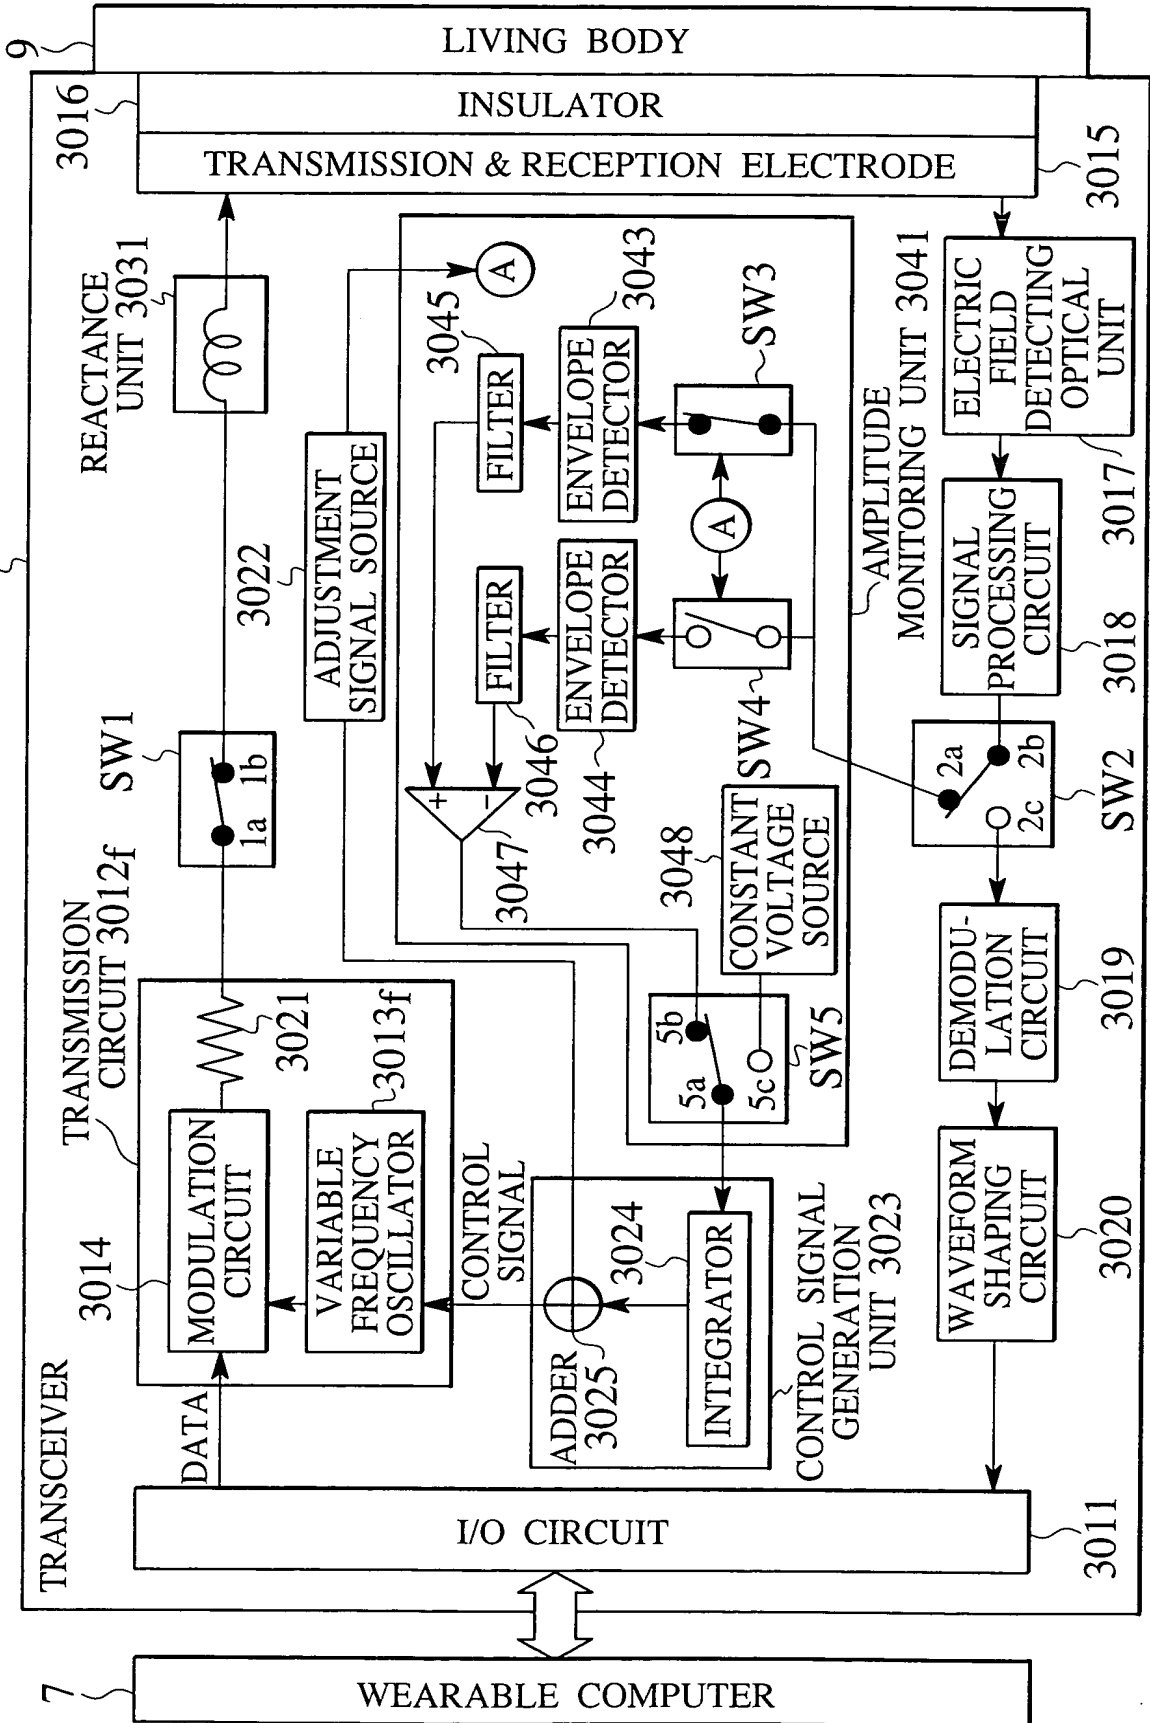 TRANSCEIVER
7
WEARABLE COMPUTER
I/O CIRCUIT
3011
DATA
TRANSMISSION
CIRCUIT 3012f
3014
MODULATION
CIRCUIT
3021
VARIABLE
FREQUENCY
OSCILLATOR
3013f
CONTROL
SIGNAL
SW1
1a
1b
REACTANCE
UNIT 3031
3016
9
LIVING BODY
INSULATOR
TRANSMISSION & RECEPTION ELECTRODE
3015
3022
ADJUSTMENT
SIGNAL SOURCE
A
ADDER
3025
3024
INTEGRATOR
CONTROL SIGNAL
GENERATION
UNIT 3023
+
−
3047
3045
FILTER
FILTER
3046
ENVELOPE
DETECTOR
3043
ENVELOPE
DETECTOR
3044
SW3
A
SW4
3048
CONSTANT
VOLTAGE
SOURCE
5a
5b
5c
SW5
AMPLITUDE
MONITORING UNIT 3041
ELECTRIC
FIELD
DETECTING
OPTICAL
UNIT
3017
SIGNAL
PROCESSING
CIRCUIT
3018
2a
2b
2c
SW2
DEMODU-
LATION
CIRCUIT
3019
WAVEFORM
SHAPING
CIRCUIT
3020